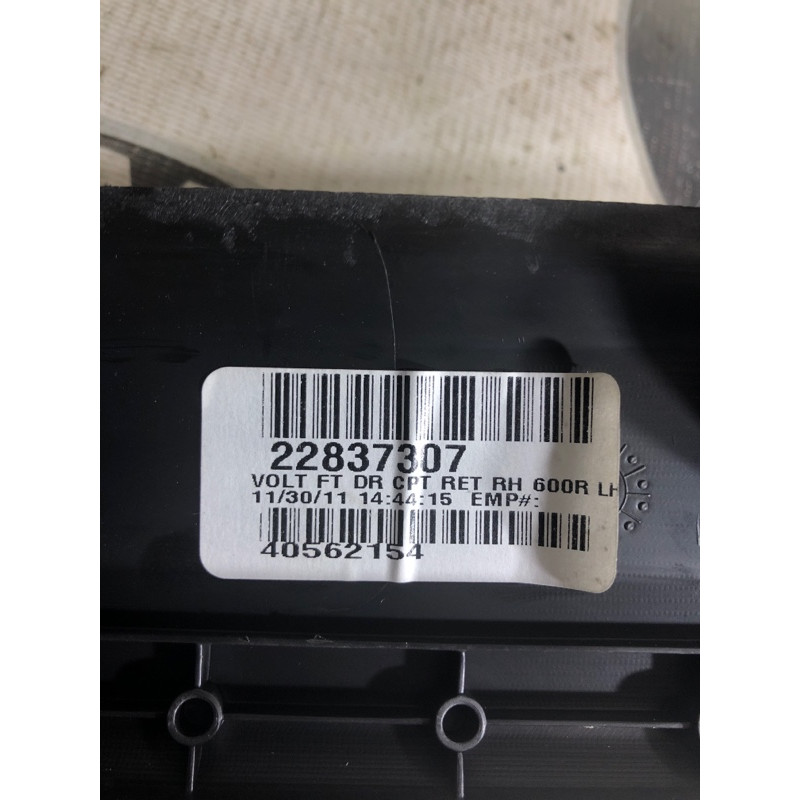 22837307
VOLT FT DR CPT RET RH 600R LH
11/30/11 14:44:15 EMP#:
40562154